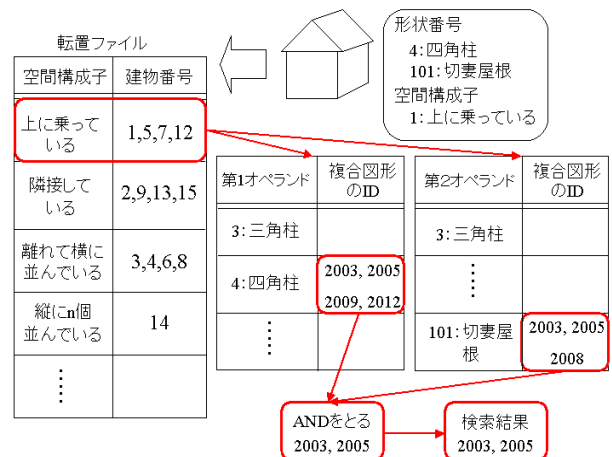 転置ファイル
空間構成子 建物番号
上に乗って
いる
1,5,7,12
隣接して
いる
2,9,13,15
離れて横に
並んでいる
3,4,6,8
縦にn個
並んでいる
14
⋮
形状番号
4:四角柱
101:切妻屋根
空間構成子
1:上に乗っている
第1オペランド
複合図形
のID
3:三角柱
4:四角柱
2003, 2005
2009, 2012
⋮
第2オペランド
複合図形
のID
3:三角柱
⋮
101:切妻屋
根
2003, 2005
2008
ANDをとる
2003, 2005
検索結果
2003, 2005